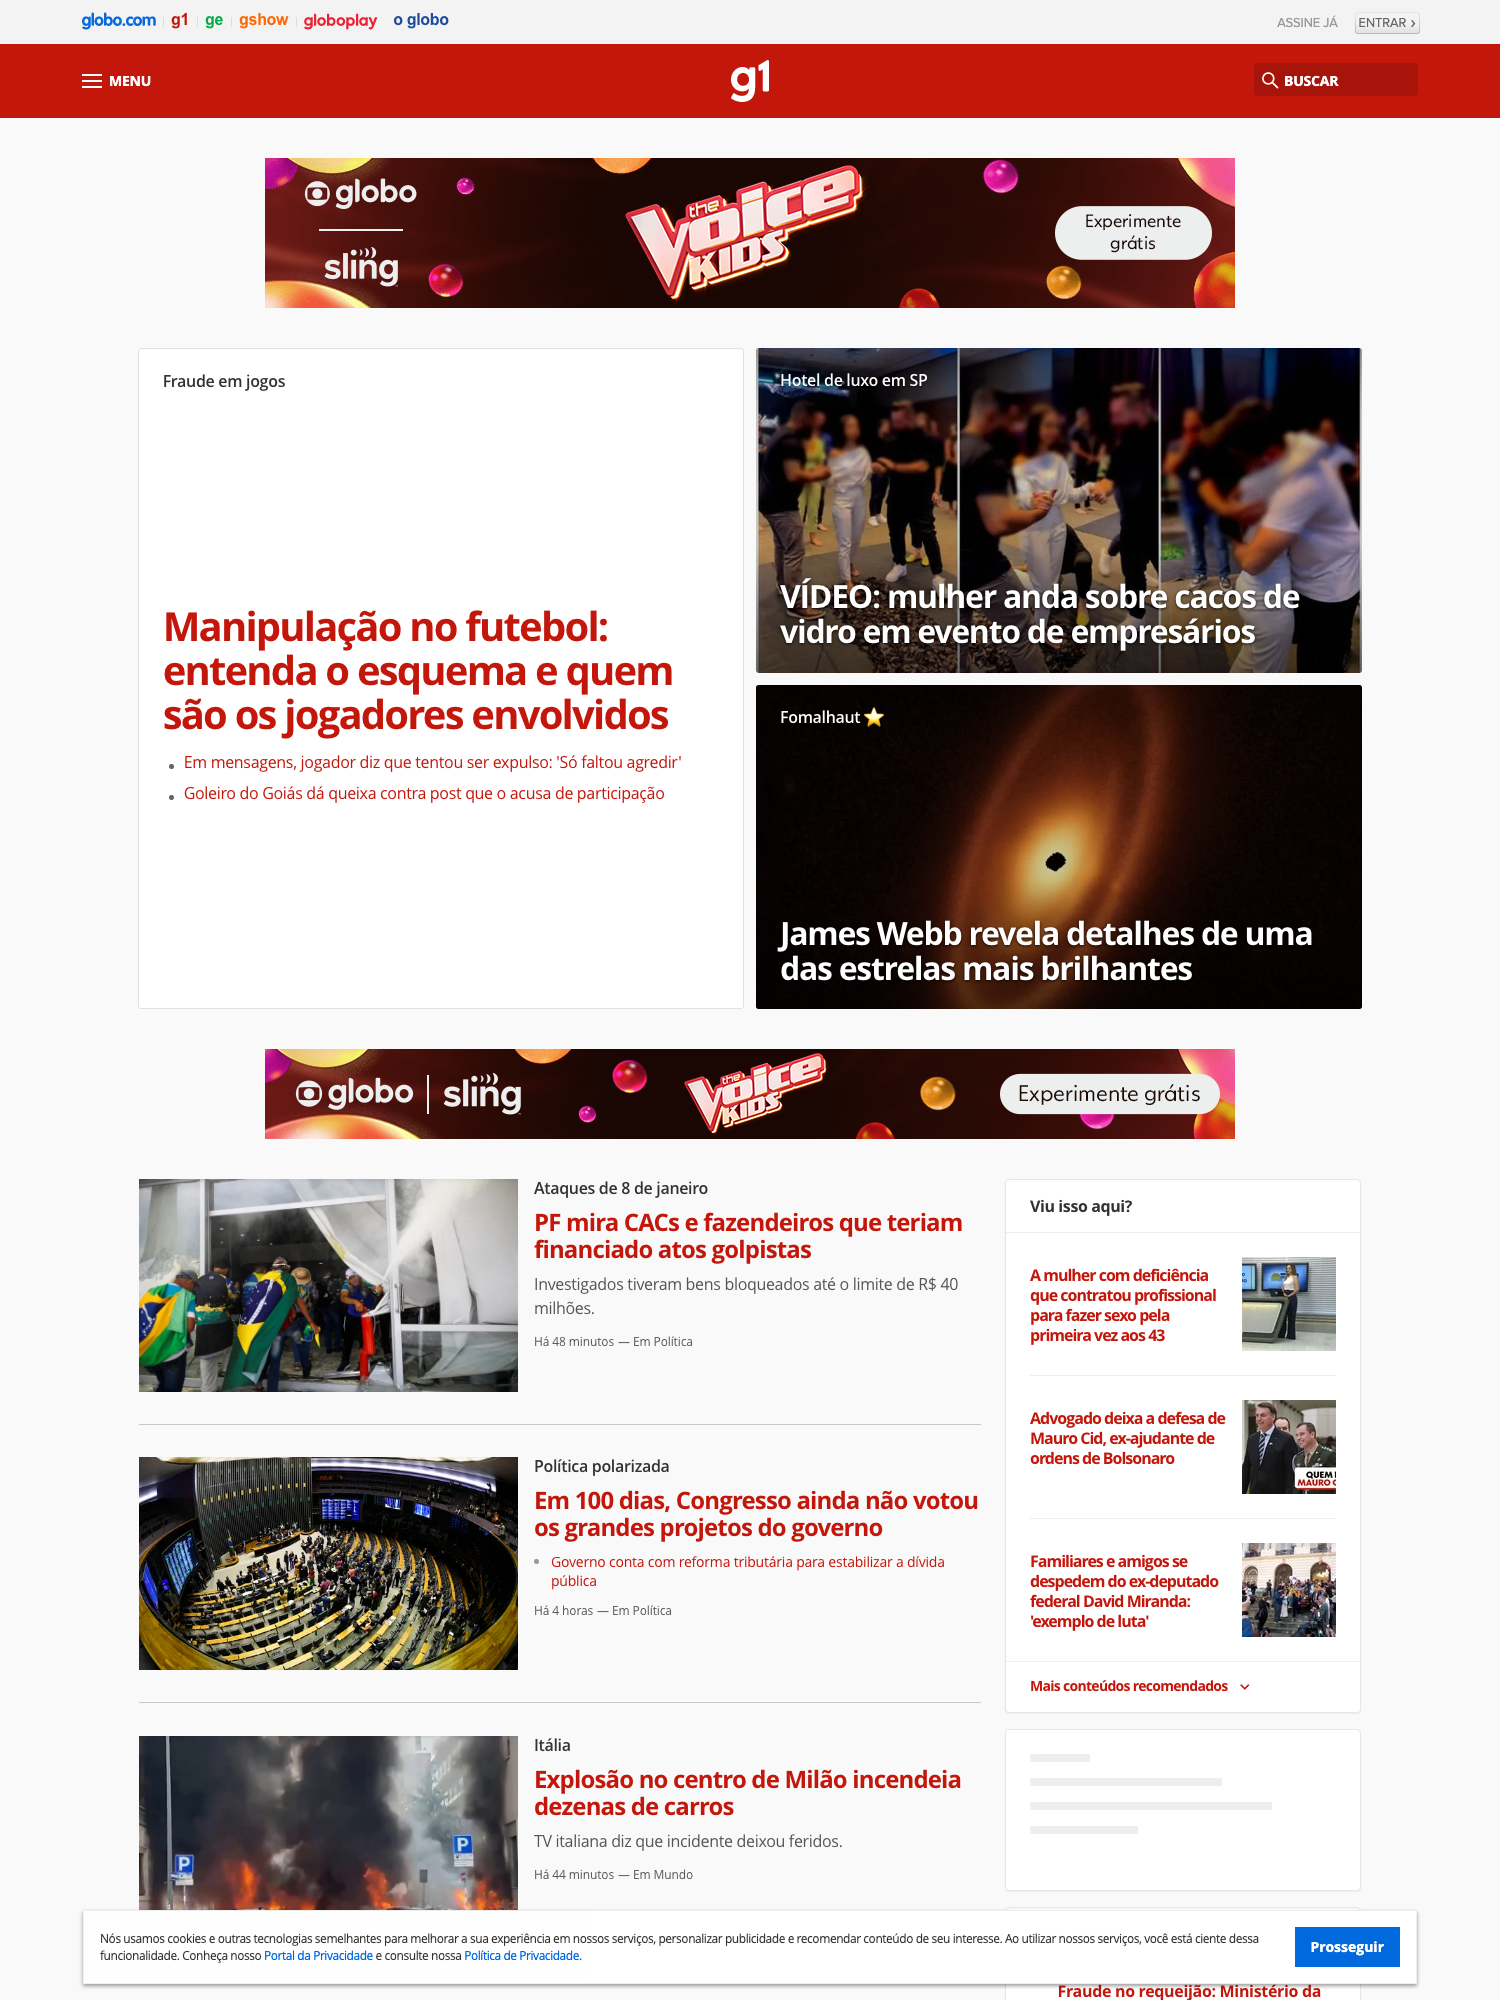 globo.com g1 ge gshow globoplay o globo
ASSINE JÁ ENTRAR ›
MENU
g1
BUSCAR
globo
sling
the Voice KIDS
Experimente
grátis
Fraude em jogos
Manipulação no futebol:
entenda o esquema e quem
são os jogadores envolvidos
Em mensagens, jogador diz que tentou ser expulso: 'Só faltou agredir'
Goleiro do Goiás dá queixa contra post que o acusa de participação
Hotel de luxo em SP
VÍDEO: mulher anda sobre cacos de
vidro em evento de empresários
Fomalhaut ⭐
James Webb revela detalhes de uma
das estrelas mais brilhantes
globo | sling
the Voice KIDS
Experimente grátis
Ataques de 8 de janeiro
PF mira CACs e fazendeiros que teriam
financiado atos golpistas
Investigados tiveram bens bloqueados até o limite de R$ 40
milhões.
Há 48 minutos — Em Política
Política polarizada
Em 100 dias, Congresso ainda não votou
os grandes projetos do governo
Governo conta com reforma tributária para estabilizar a dívida
pública
Há 4 horas — Em Política
Itália
Explosão no centro de Milão incendeia
dezenas de carros
TV italiana diz que incidente deixou feridos.
Há 44 minutos — Em Mundo
P
P
Viu isso aqui?
A mulher com deficiência
que contratou profissional
para fazer sexo pela
primeira vez aos 43
Advogado deixa a defesa de
Mauro Cid, ex-ajudante de
ordens de Bolsonaro
QUEM
MAURO
Familiares e amigos se
despedem do ex-deputado
federal David Miranda:
'exemplo de luta'
Mais conteúdos recomendados
Nós usamos cookies e outras tecnologias semelhantes para melhorar a sua experiência em nossos serviços, personalizar publicidade e recomendar conteúdo de seu interesse. Ao utilizar nossos serviços, você está ciente dessa
funcionalidade. Conheça nosso Portal da Privacidade e consulte nossa Política de Privacidade.
Prosseguir
Fraude no requeijão: Ministério da